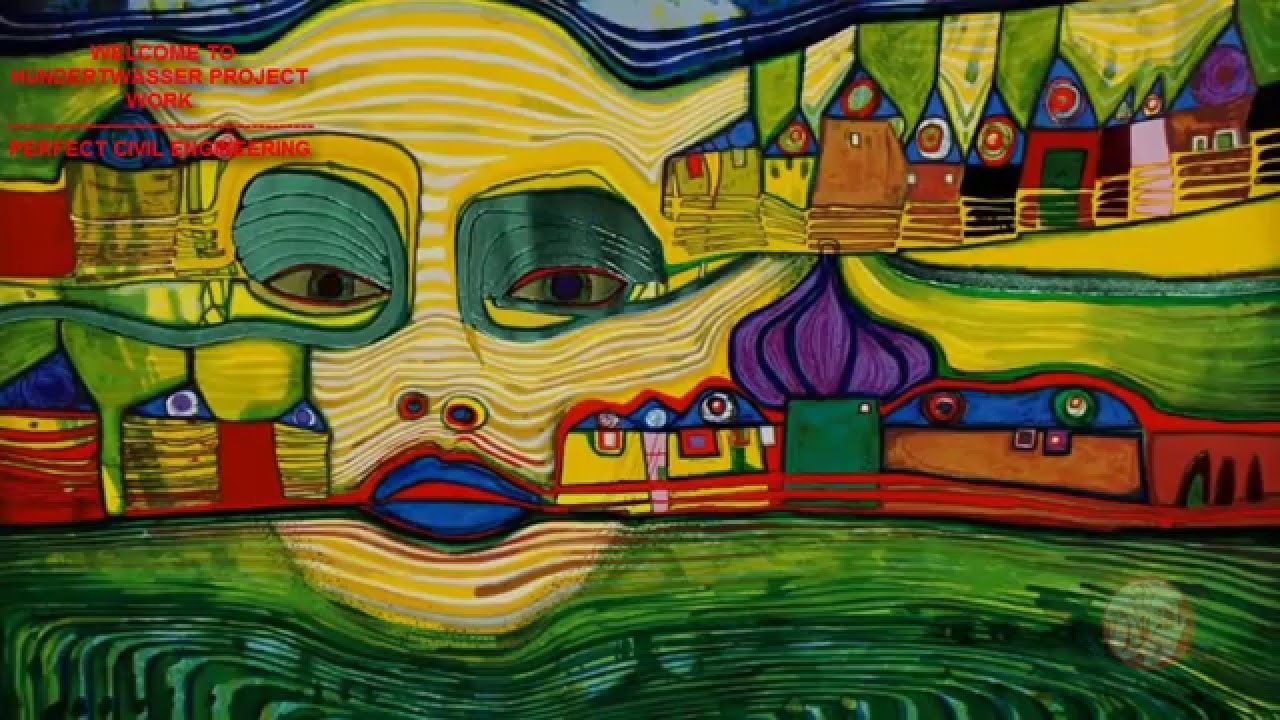 WELCOME TO
HUNDERTWASSER PROJECT
WORK
------------------------------------
PERFECT CIVIL ENGINEERING